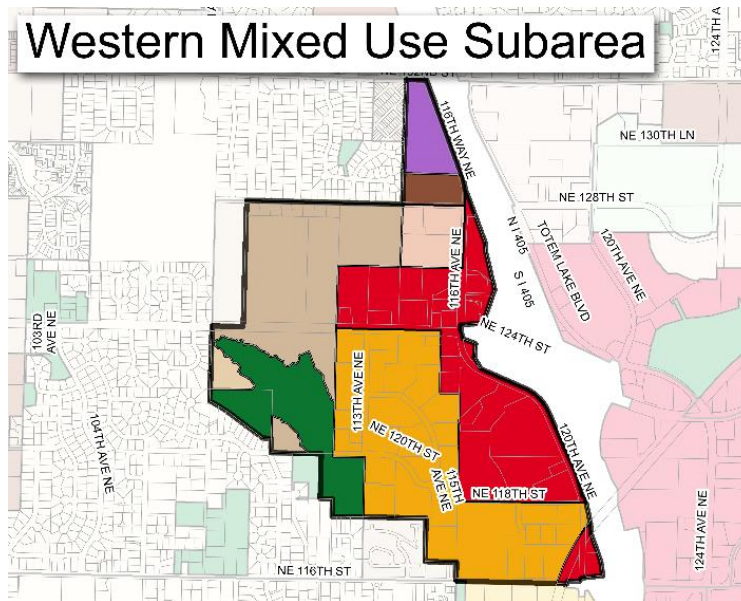 Western Mixed Use Subarea
124TH A
116TH WAY NE
NE 130TH LN
NE 128TH ST
N I 405
S I 405
TOTEM LAKE BLVD
120TH AVE NE
116TH AVE NE
NE 124TH ST
103RD
AVE NE
113TH AVE NE
104TH AVE NE
NE 120TH ST
115TH
AVE NE
NE 118TH ST
120TH AVE NE
NE 116TH ST
124TH AVE NE